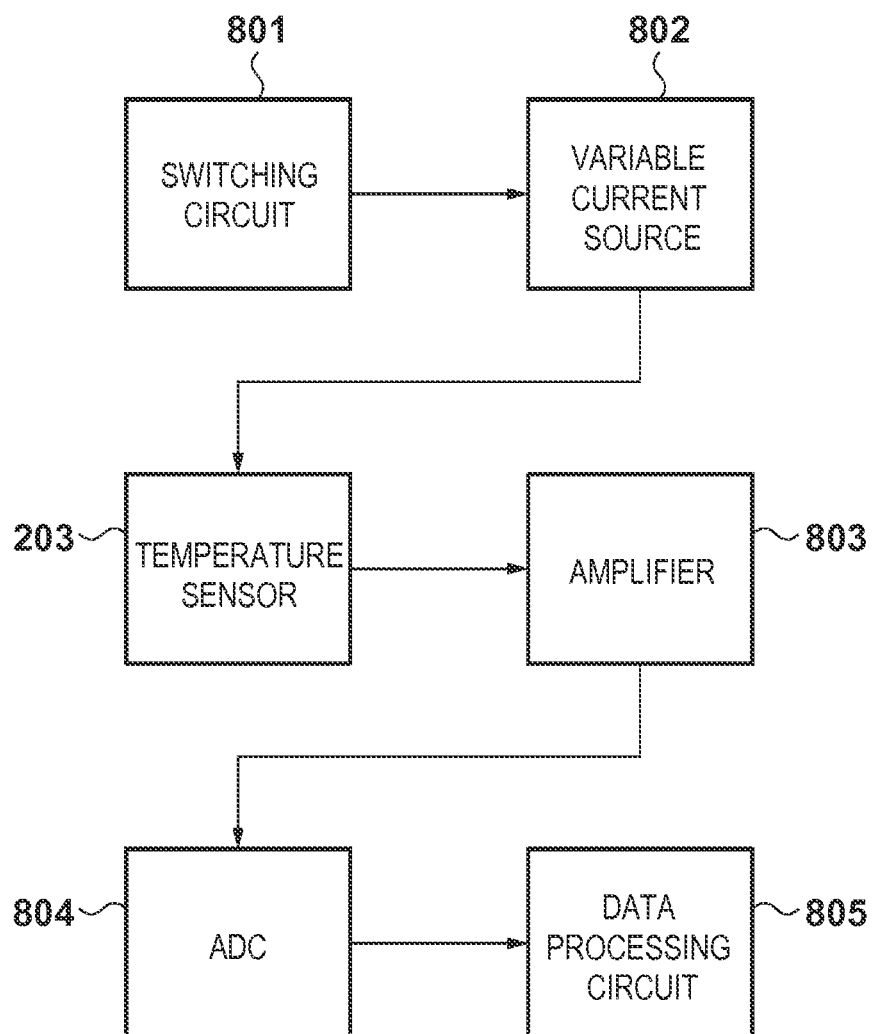 801
802
SWITCHING
CIRCUIT
VARIABLE
CURRENT
SOURCE
203
TEMPERATURE
SENSOR
AMPLIFIER
803
804
ADC
DATA
PROCESSING
CIRCUIT
805